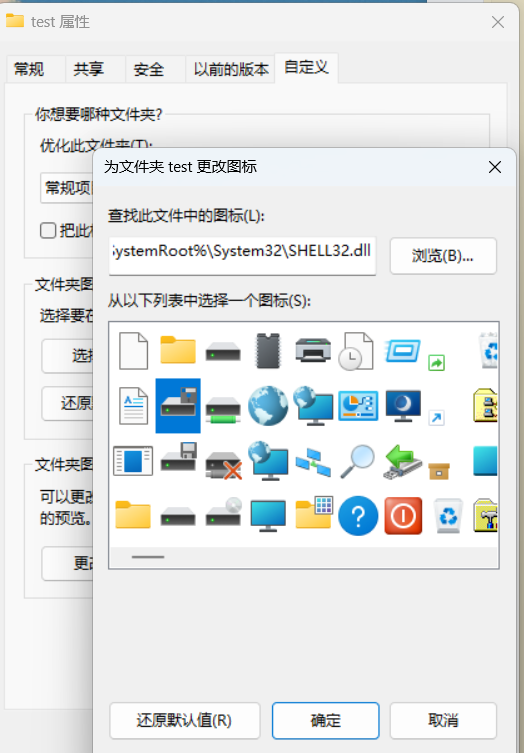 test 属性
常规 共享 安全 以前的版本 自定义
你想要哪种文件夹?
优化此文件夹(T):
为文件夹 test 更改图标
常规项
查找此文件中的图标(L):
把此
SystemRoot%\System32\SHELL32.dll
浏览(B)...
文件夹图
从以下列表中选择一个图标(S):
选择要在
选择
还原
文件夹图
可以更改
的预览。
更改
还原默认值(R)
确定
取消